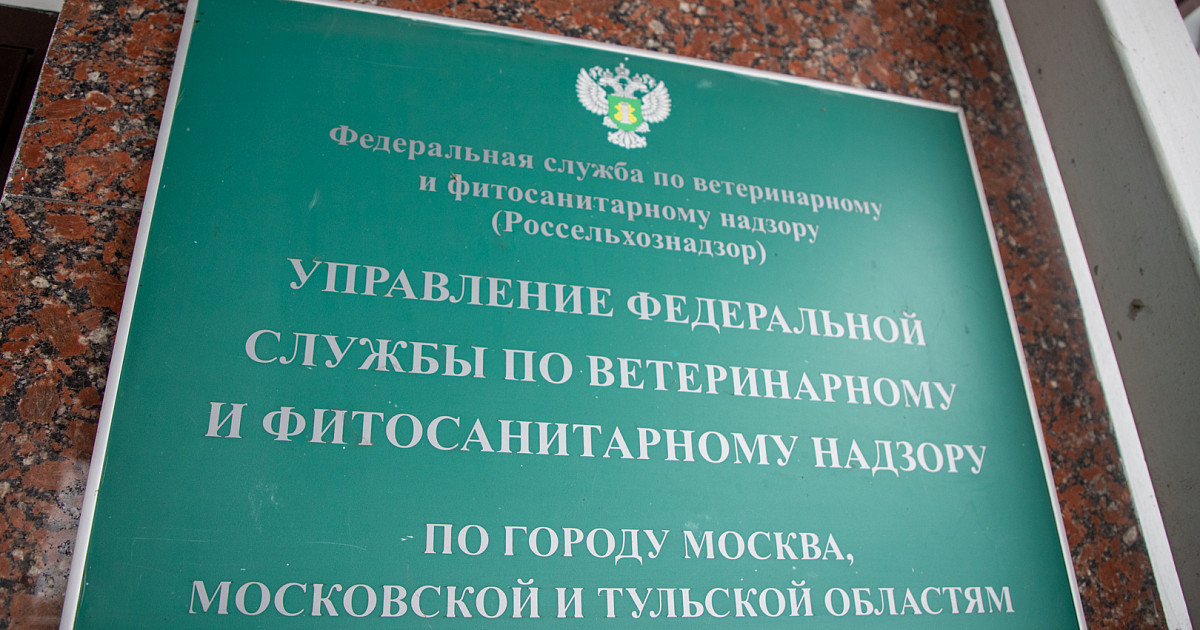 Федеральная служба по ветеринарному
и фитосанитарному надзору
(Россельхознадзор)
УПРАВЛЕНИЕ ФЕДЕРАЛЬНОЙ
СЛУЖБЫ ПО ВЕТЕРИНАРНОМУ
И ФИТОСАНИТАРНОМУ НАДЗОРУ
ПО ГОРОДУ МОСКВА,
МОСКОВСКОЙ И ТУЛЬСКОЙ ОБЛАСТЯМ